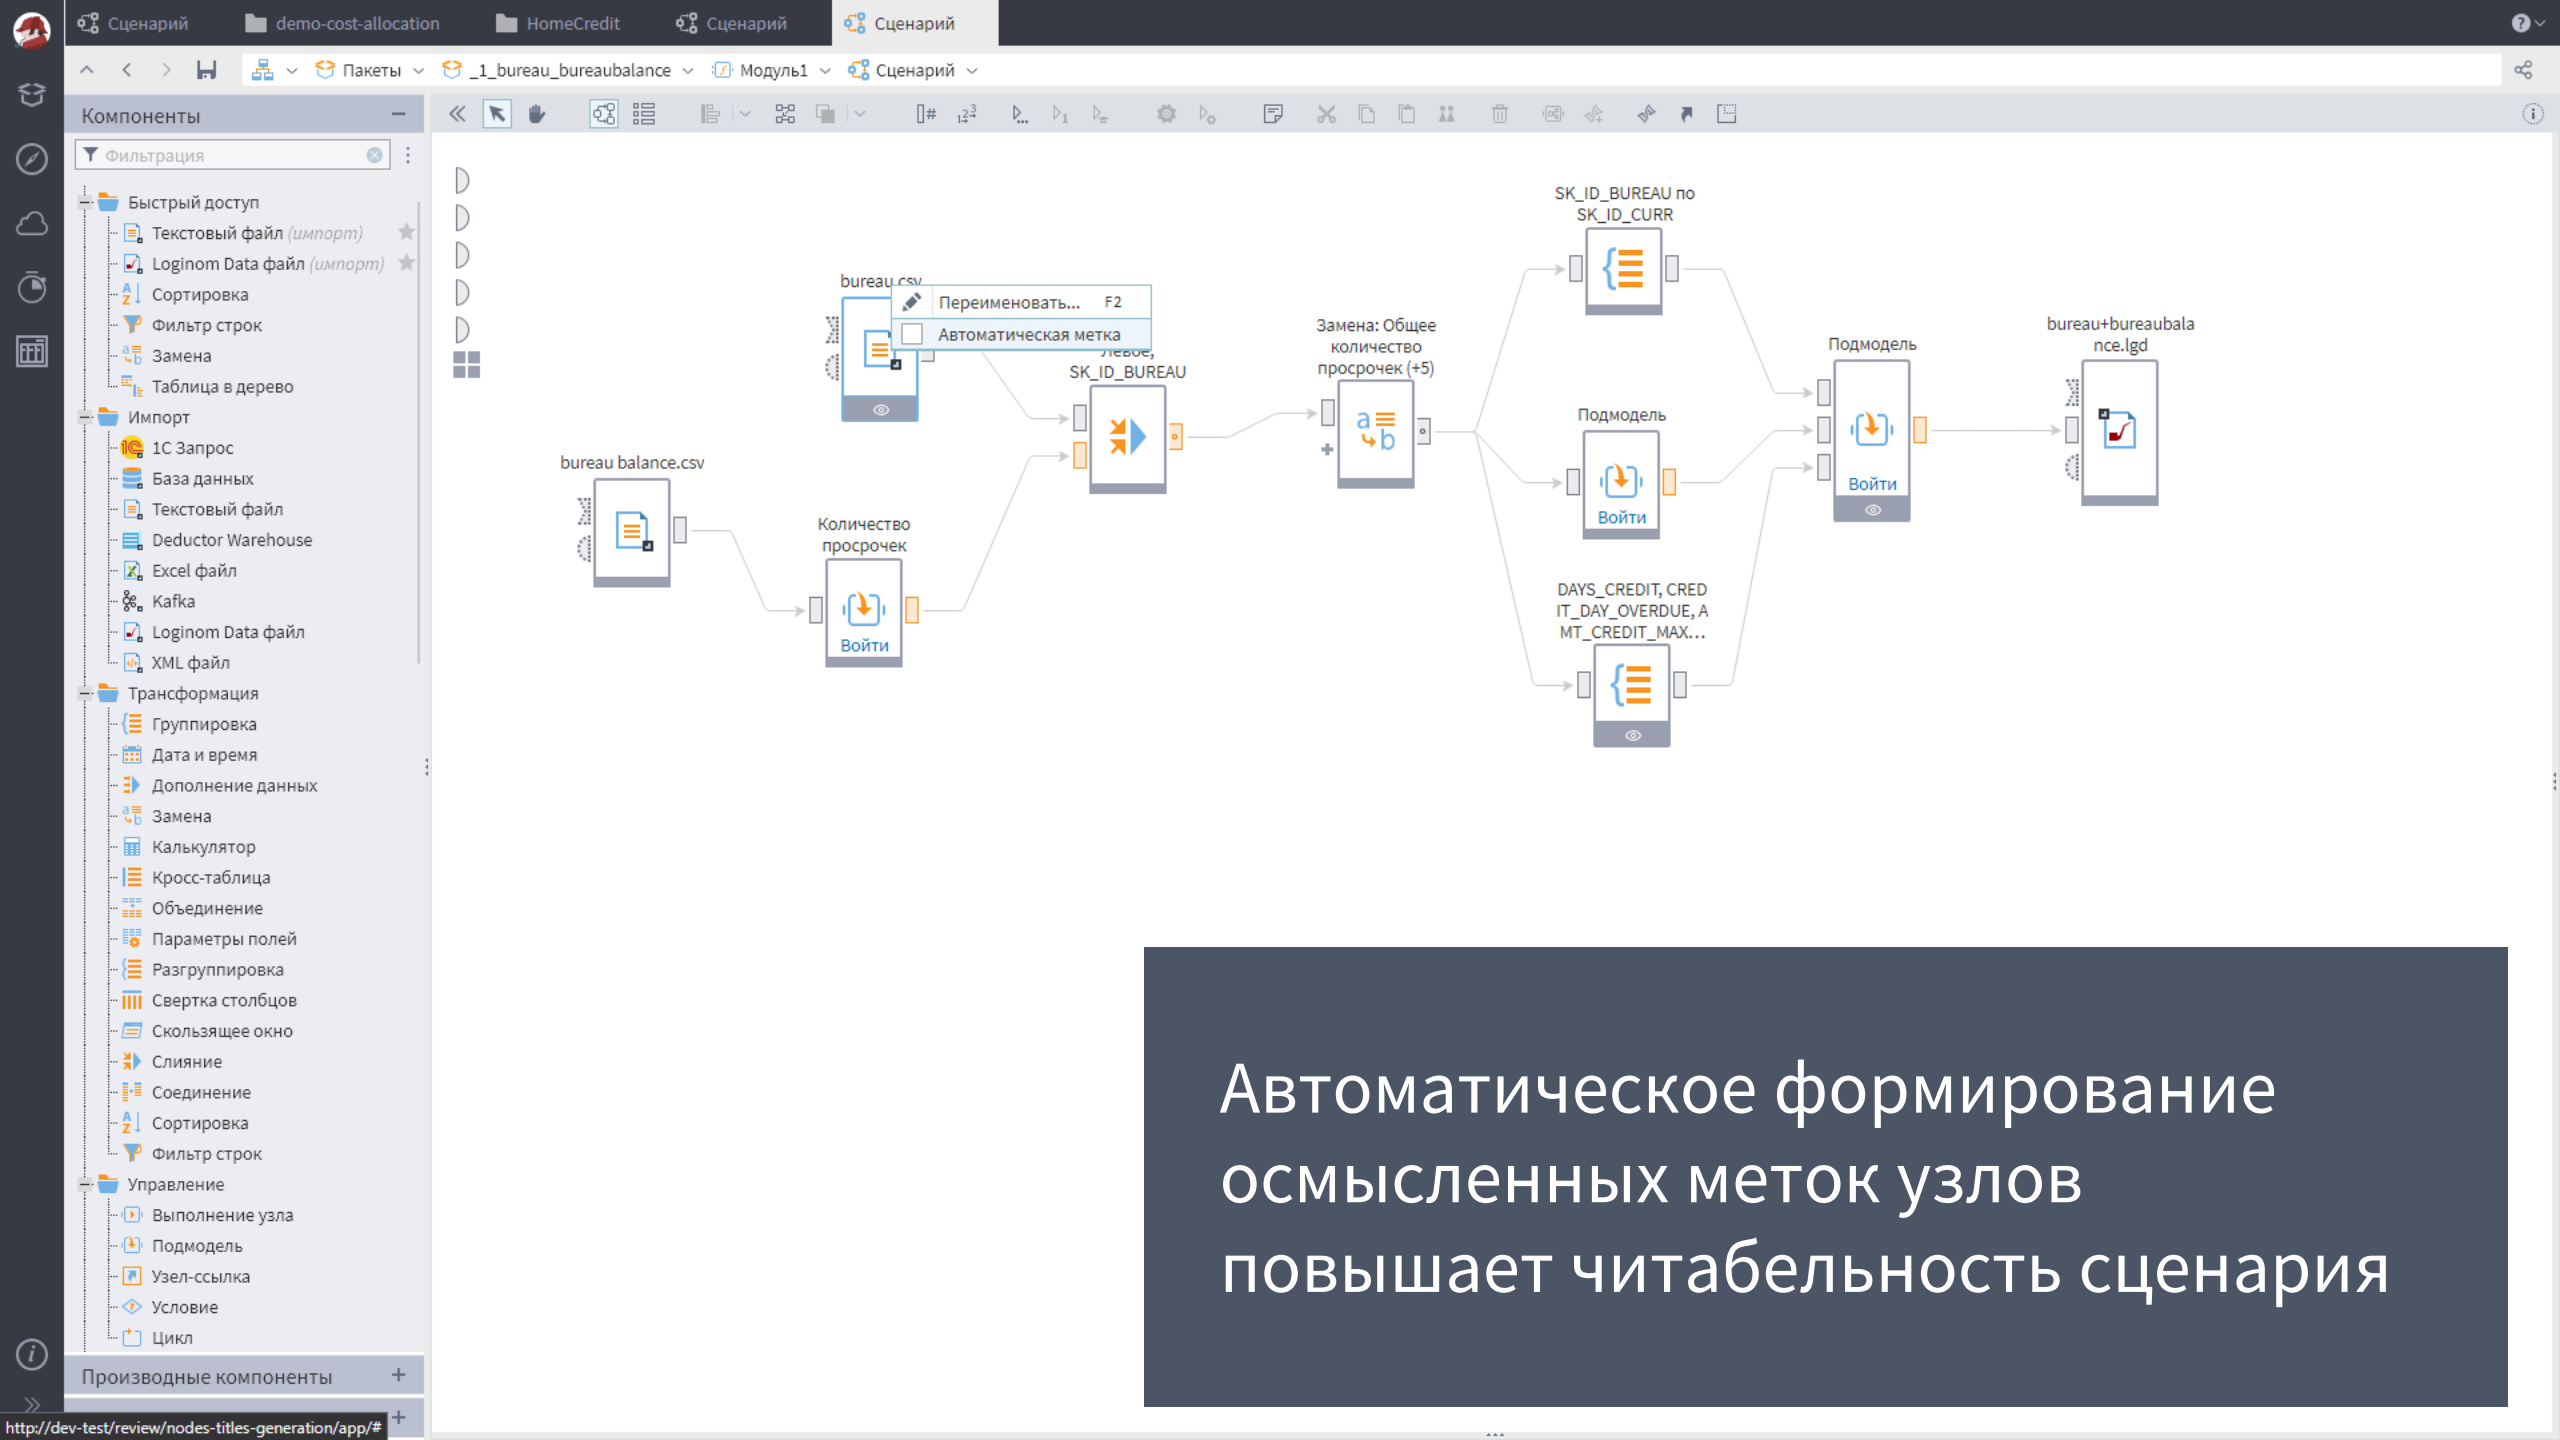 Сценарий
demo-cost-allocation
HomeCredit
Сценарий
Сценарий
Пакеты
_1_bureau_bureaubalance
Модуль1
Сценарий
Компоненты
Фильтрация
Быстрый доступ
Текстовый файл (импорт)
Loginom Data файл (импорт)
Сортировка
Фильтр строк
Замена
Таблица в дерево
Импорт
1С Запрос
База данных
Текстовый файл
Deductor Warehouse
Excel файл
Kafka
Loginom Data файл
XML файл
Трансформация
Группировка
Дата и время
Дополнение данных
Замена
Калькулятор
Кросс-таблица
Объединение
Параметры полей
Разгруппировка
Свертка столбцов
Скользящее окно
Слияние
Соединение
Сортировка
Фильтр строк
Управление
Выполнение узла
Подмодель
Узел-ссылка
Условие
Цикл
Производные компоненты
http://dev-test/review/nodes-titles-generation/app/#
bureau.csv
Переименовать... F2
Автоматическая метка
Левое,
SK_ID_BUREAU
bureau balance.csv
Количество
просрочек
Войти
Замена: Общее
количество
просрочек (+5)
SK_ID_BUREAU по
SK_ID_CURR
Подмодель
Войти
DAYS_CREDIT, CRED
IT_DAY_OVERDUE, A
MT_CREDIT_MAX...
Подмодель
Войти
bureau+bureaubala
nce.lgd
Автоматическое формирование
осмысленных меток узлов
повышает читабельность сценария